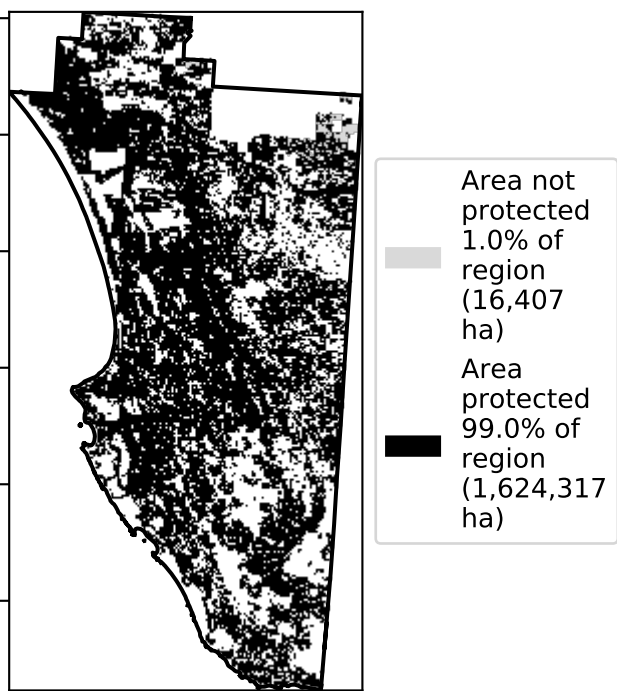 Area not
protected
1.0% of
region
(16,407
ha)
Area
protected
99.0% of
region
(1,624,317
ha)